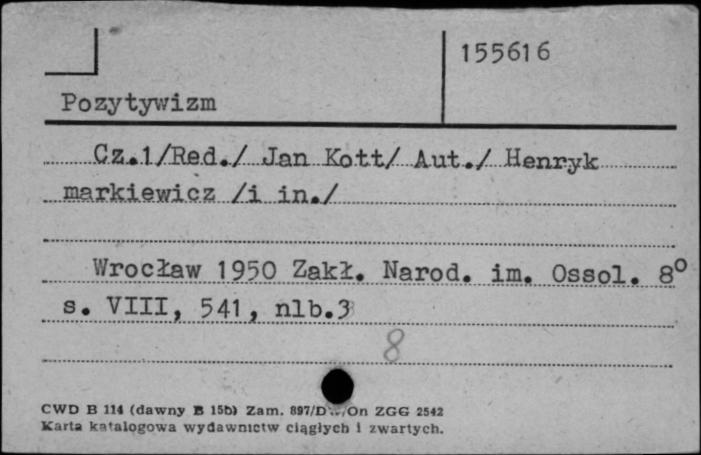 155616
Pozytywizm
Cz.1/Red./ Jan Kott/ Aut./ Henryk
markiewicz /i in./
Wrocław 1950 Zakł. Narod. im. Ossol. 8°
s. VIII, 541, nlb.3
8
CWD B 114 (dawny B 15b) Zam. 897/D /On ZGG 2542
Karta katalogowa wydawnictw ciągłych i zwartych.